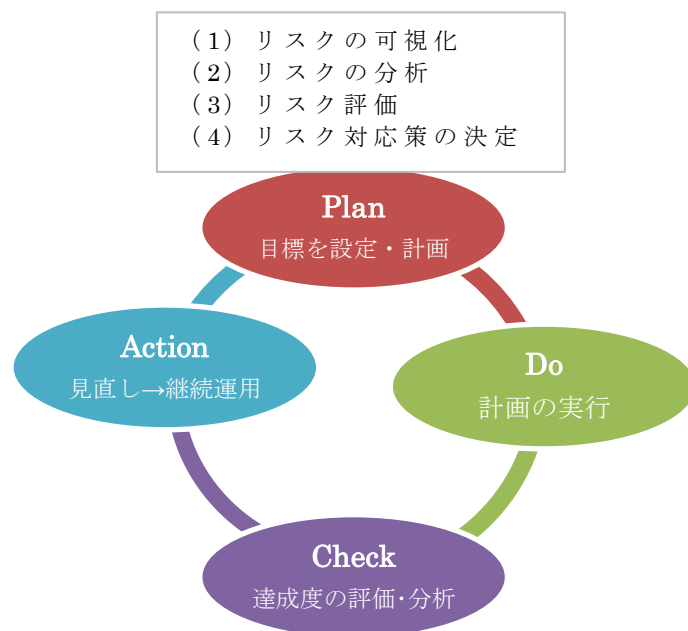 （1）リスクの可視化
（2）リスクの分析
（3）リスク評価
（4）リスク対応策の決定
Plan
目標を設定・計画
Action
見直し→継続運用
Do
計画の実行
Check
達成度の評価･分析